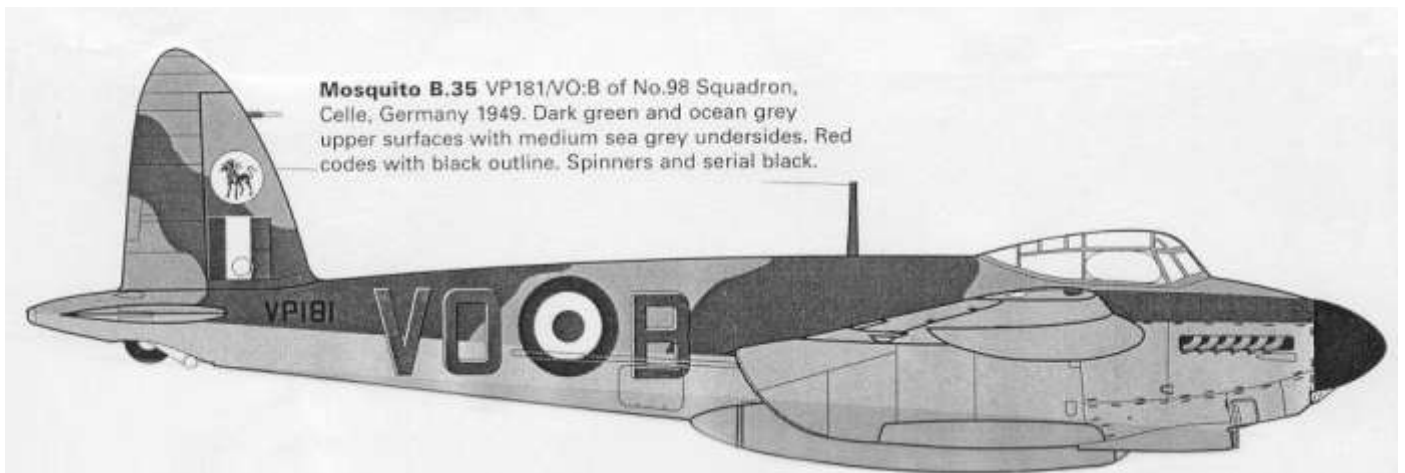 Mosquito B.35 VP181/VO:B of No.98 Squadron,
Celle, Germany 1949. Dark green and ocean grey
upper surfaces with medium sea grey undersides. Red
codes with black outline. Spinners and serial black.
VP181
VO B